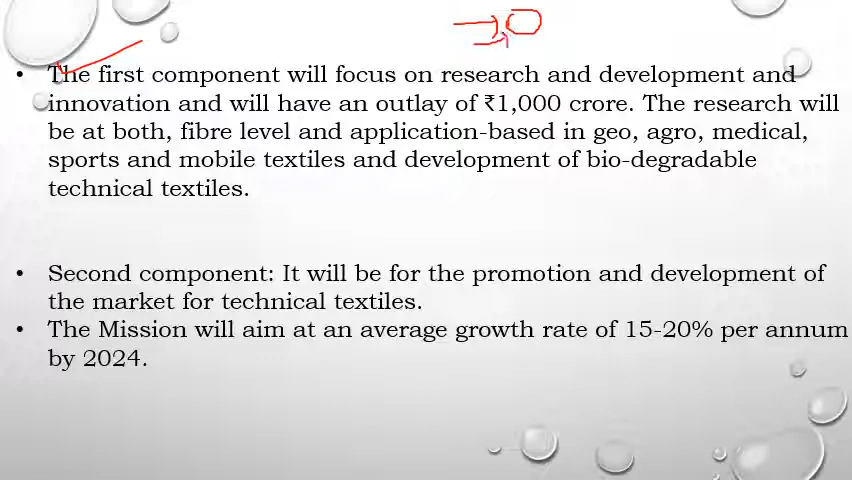 • The first component will focus on research and development and
innovation and will have an outlay of ₹1,000 crore. The research will
be at both, fibre level and application-based in geo, agro, medical,
sports and mobile textiles and development of bio-degradable
technical textiles.
• Second component: It will be for the promotion and development of
the market for technical textiles.
• The Mission will aim at an average growth rate of 15-20% per annum
by 2024.